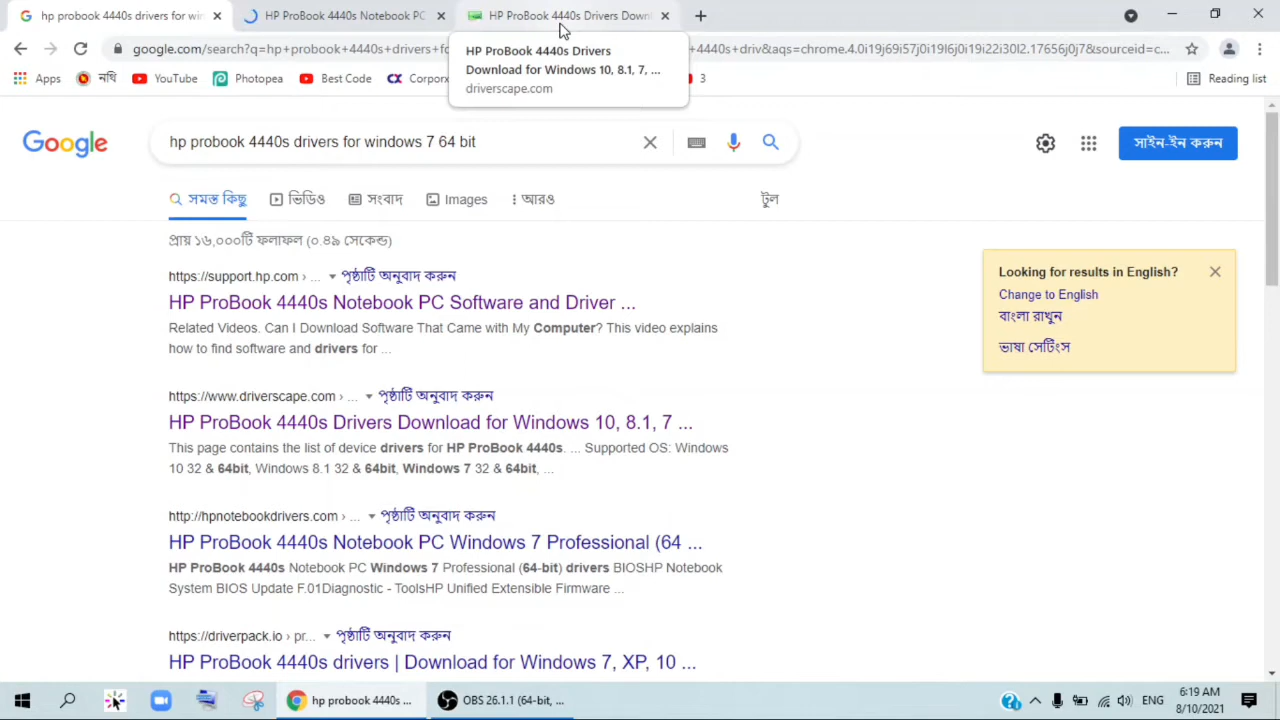 hp probook 4440s drivers for win
HP ProBook 4440s Notebook PC
HP ProBook 4440s Drivers Down
google.com/search?q=hp+probook+4440s+drivers+fo
4440s+driv&aqs=chrome.4.0i19j69i57j0i19l6j0i19i22i30l2.17656j0j7&sourceid=c...
HP ProBook 4440s Drivers
Download for Windows 10, 8.1, 7, ...
driverscape.com
Apps
নথি
YouTube
Photopea
Best Code
Corpor
3
Reading list
Google
hp probook 4440s drivers for windows 7 64 bit
সাইন-ইন করুন
সমস্ত কিছু
ভিডিও
সংবাদ
Images
আরও
টুল
প্রায় ১৬,০০০টি ফলাফল (০.৪৯ সেকেন্ড)
https://support.hp.com › ... পৃষ্ঠাটি অনুবাদ করুন
HP ProBook 4440s Notebook PC Software and Driver ...
Related Videos. Can I Download Software That Came with My Computer? This video explains
how to find software and drivers for ...
https://www.driverscape.com › ... পৃষ্ঠাটি অনুবাদ করুন
HP ProBook 4440s Drivers Download for Windows 10, 8.1, 7 ...
This page contains the list of device drivers for HP ProBook 4440s. ... Supported OS: Windows
10 32 & 64bit, Windows 8.1 32 & 64bit, Windows 7 32 & 64bit, ...
http://hpnotebookdrivers.com › ... পৃষ্ঠাটি অনুবাদ করুন
HP ProBook 4440s Notebook PC Windows 7 Professional (64 ...
HP ProBook 4440s Notebook PC Windows 7 Professional (64-bit) drivers BIOSHP Notebook
System BIOS Update F.01Diagnostic - ToolsHP Unified Extensible Firmware ...
https://driverpack.io › pr... পৃষ্ঠাটি অনুবাদ করুন
HP ProBook 4440s drivers | Download for Windows 7, XP, 10 ...
Looking for results in English?
Change to English
বাংলা রাখুন
ভাষা সেটিংস
hp probook 4440s ...
OBS 26.1.1 (64-bit, ...
ENG
6:19 AM
8/10/2021